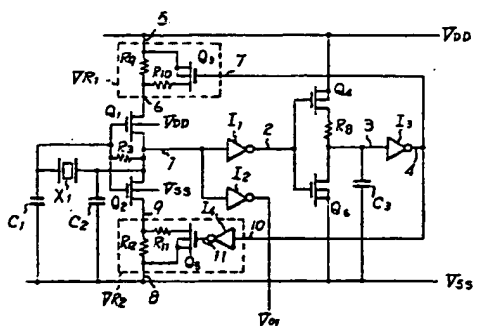 5
VDD
R9
Q3
R10
7
VR1
6
Q1
VDD
Q4
I1
2
R8
3
I3
R3
7
4
X1
I2
VSS
C1
C2
Q2
9
I4
10
Q6
C3
R11
R12
11
Q5
VR2
8
VSS
V01